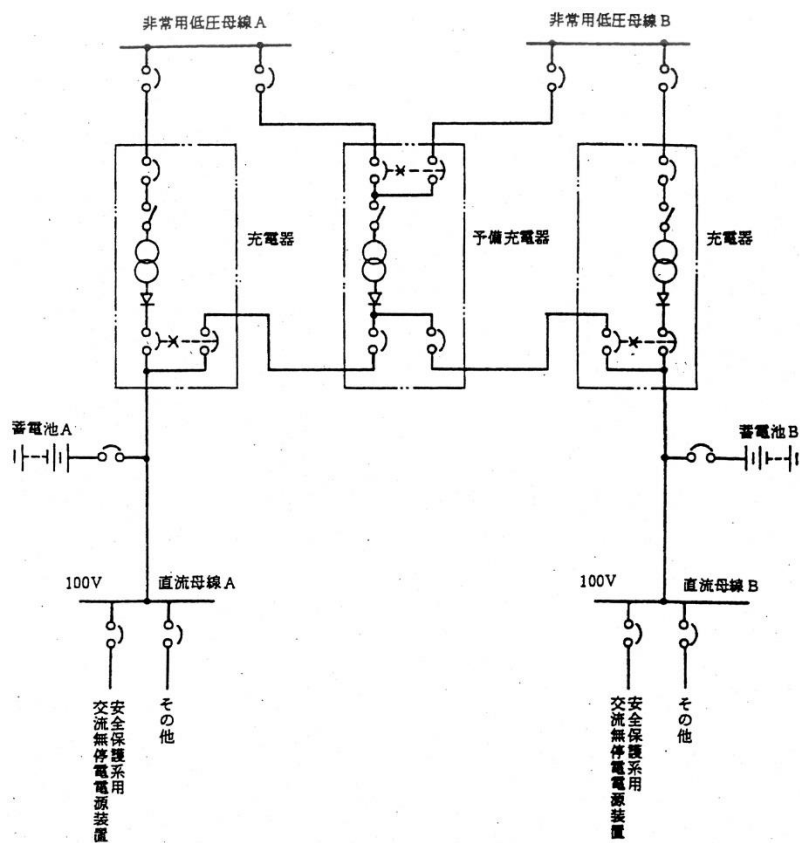 非常用低圧母線A
非常用低圧母線B
充電器
予備充電器
充電器
蓄電池A
蓄電池B
100V
直流母線A
100V
直流母線B
安全保護系用
交流無停電電源装置
その他
安全保護系用
交流無停電電源装置
その他